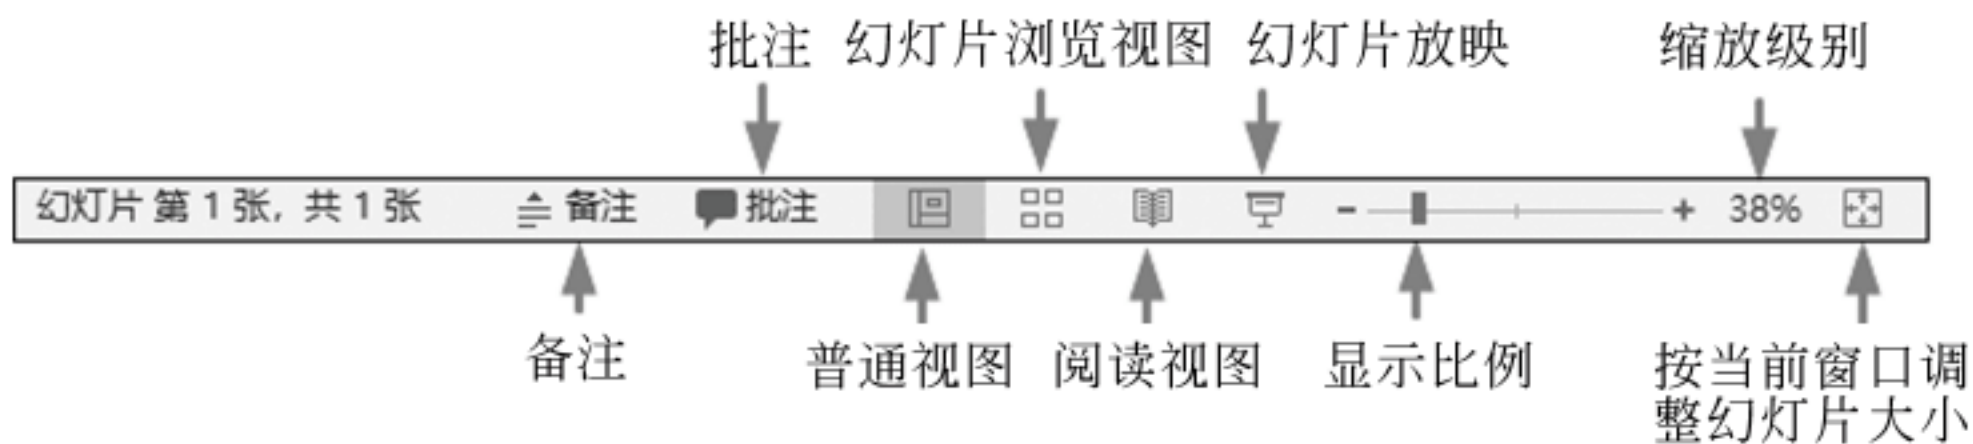 批注 幻灯片浏览视图 幻灯片放映 缩放级别
幻灯片 第 1 张，共 1 张 备注 批注 38%
备注 普通视图 阅读视图 显示比例 按当前窗口调
整幻灯片大小